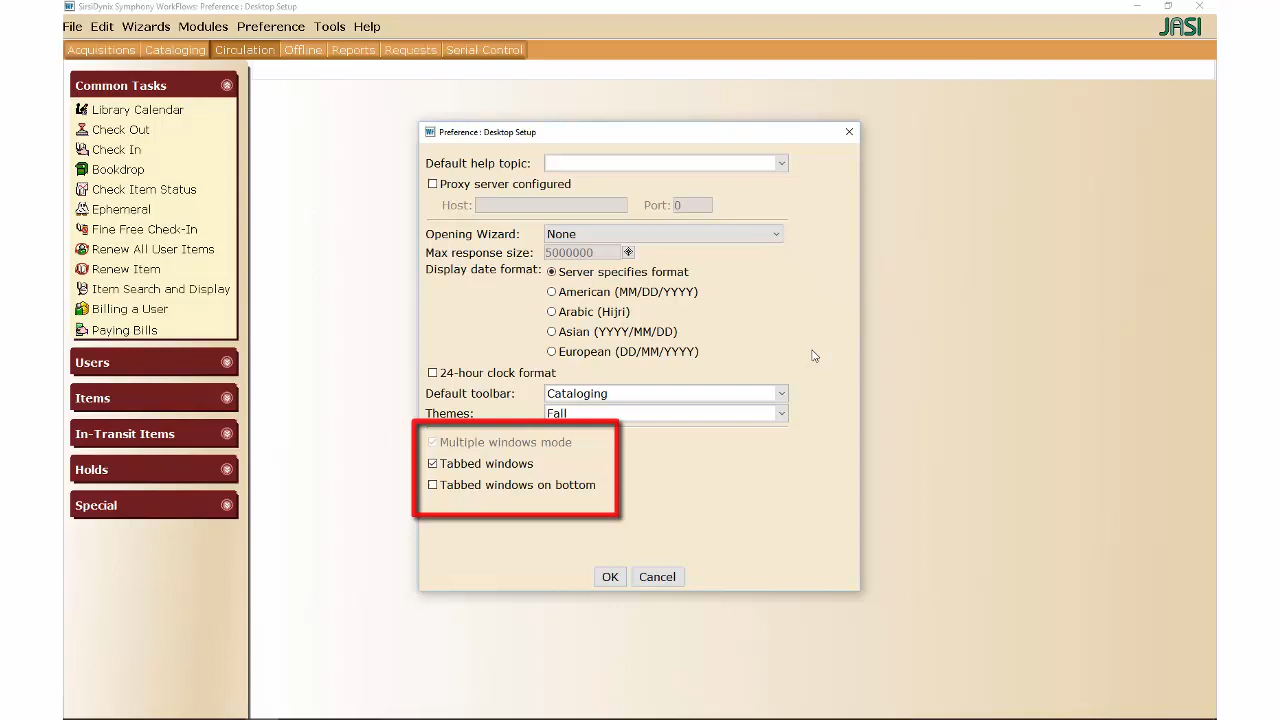 SirsiDynix Symphony WorkFlows: Preference : Desktop Setup
File Edit Wizards Modules Preference Tools Help
JASI
Acquisitions Cataloging Circulation Offline Reports Requests Serial Control
Common Tasks
Library Calendar
Check Out
Check In
Bookdrop
Check Item Status
Ephemeral
Fine Free Check-In
Renew All User Items
Renew Item
Item Search and Display
Billing a User
Paying Bills
Users
Items
In-Transit Items
Holds
Special
Preference : Desktop Setup
Default help topic:
Proxy server configured
Host: Port: 0
Opening Wizard: None
Max response size: 5000000
Display date format: Server specifies format
American (MM/DD/YYYY)
Arabic (Hijri)
Asian (YYYY/MM/DD)
European (DD/MM/YYYY)
24-hour clock format
Default toolbar: Cataloging
Themes: Fall
Multiple windows mode
Tabbed windows
Tabbed windows on bottom
OK Cancel